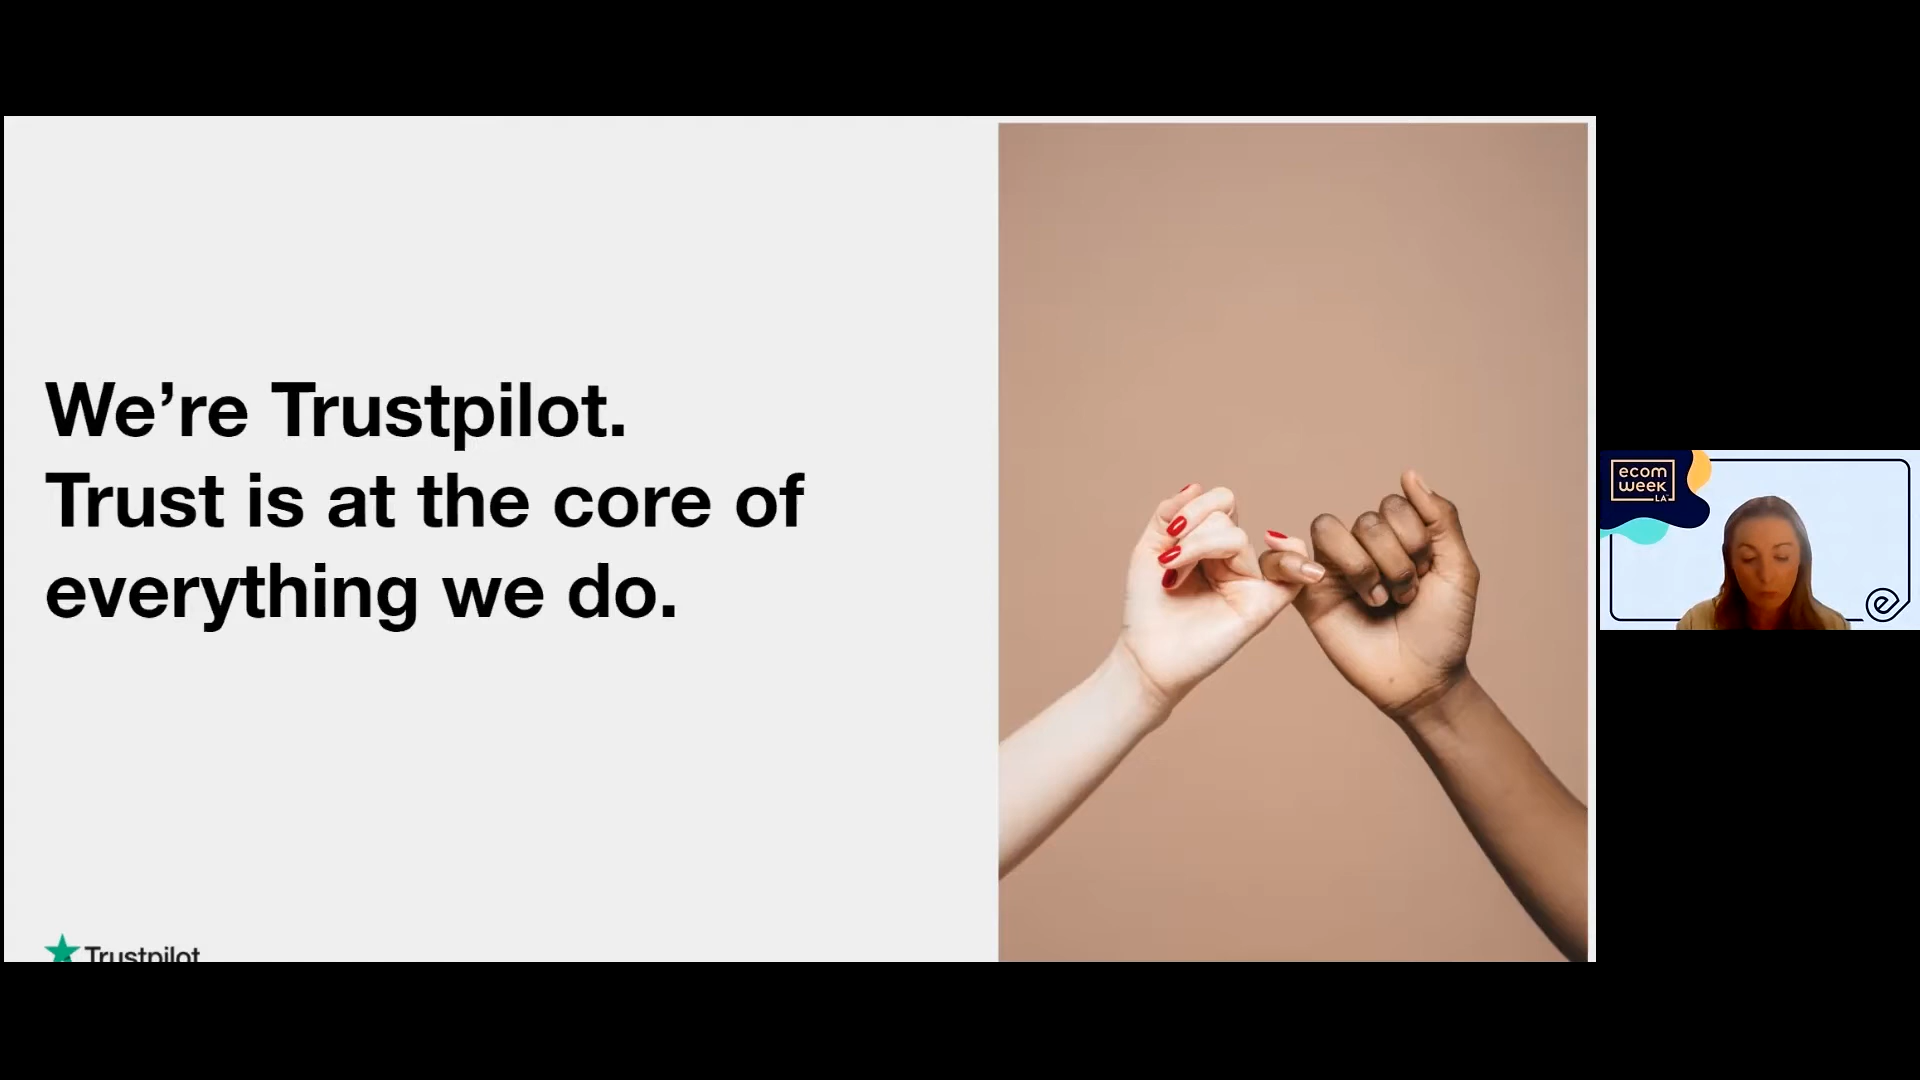 We’re Trustpilot.
Trust is at the core of
everything we do.
Trustpilot
ecom
week
LA